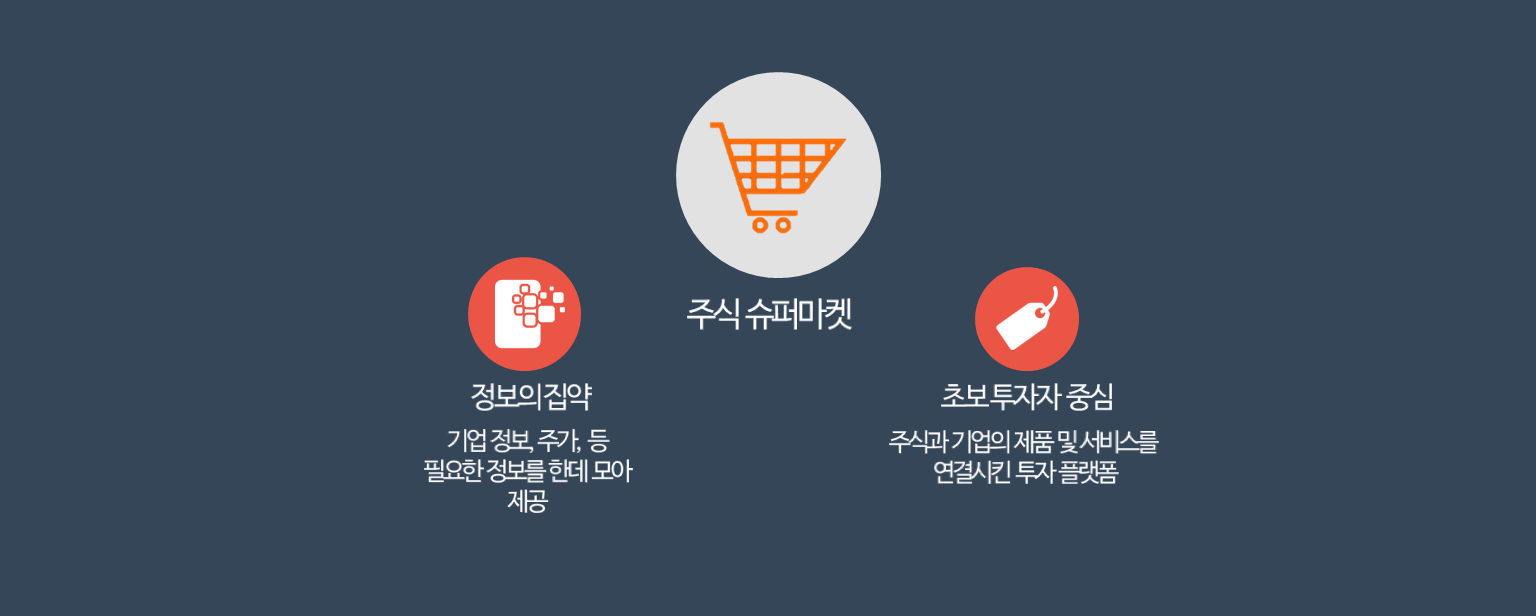 주식 슈퍼마켓
정보의 집약
기업 정보, 주가, 등
필요한 정보를 한데 모아
제공
초보 투자자 중심
주식과 기업의 제품 및 서비스를
연결시킨 투자 플랫폼